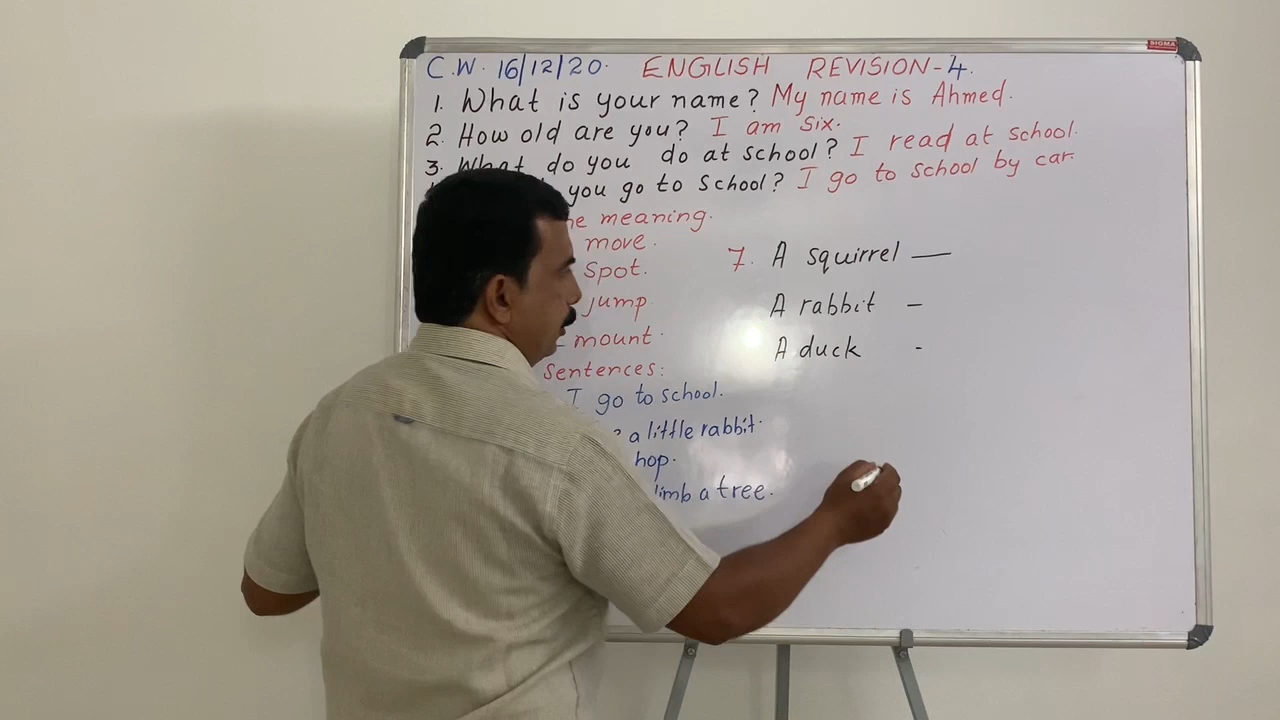 SIGMA
C.W. 16/12/20. ENGLISH REVISION-4.
1. What is your name? My name is Ahmed.
2. How old are you? I am six.
3. What do you do at school? I read at school.
you go to School? I go to school by car.
meaning.
move.
spot.
jump
- mount
sentences:
I go to school.
a little rabbit.
hop.
a tree.
7. A squirrel —
A rabbit -
A duck -